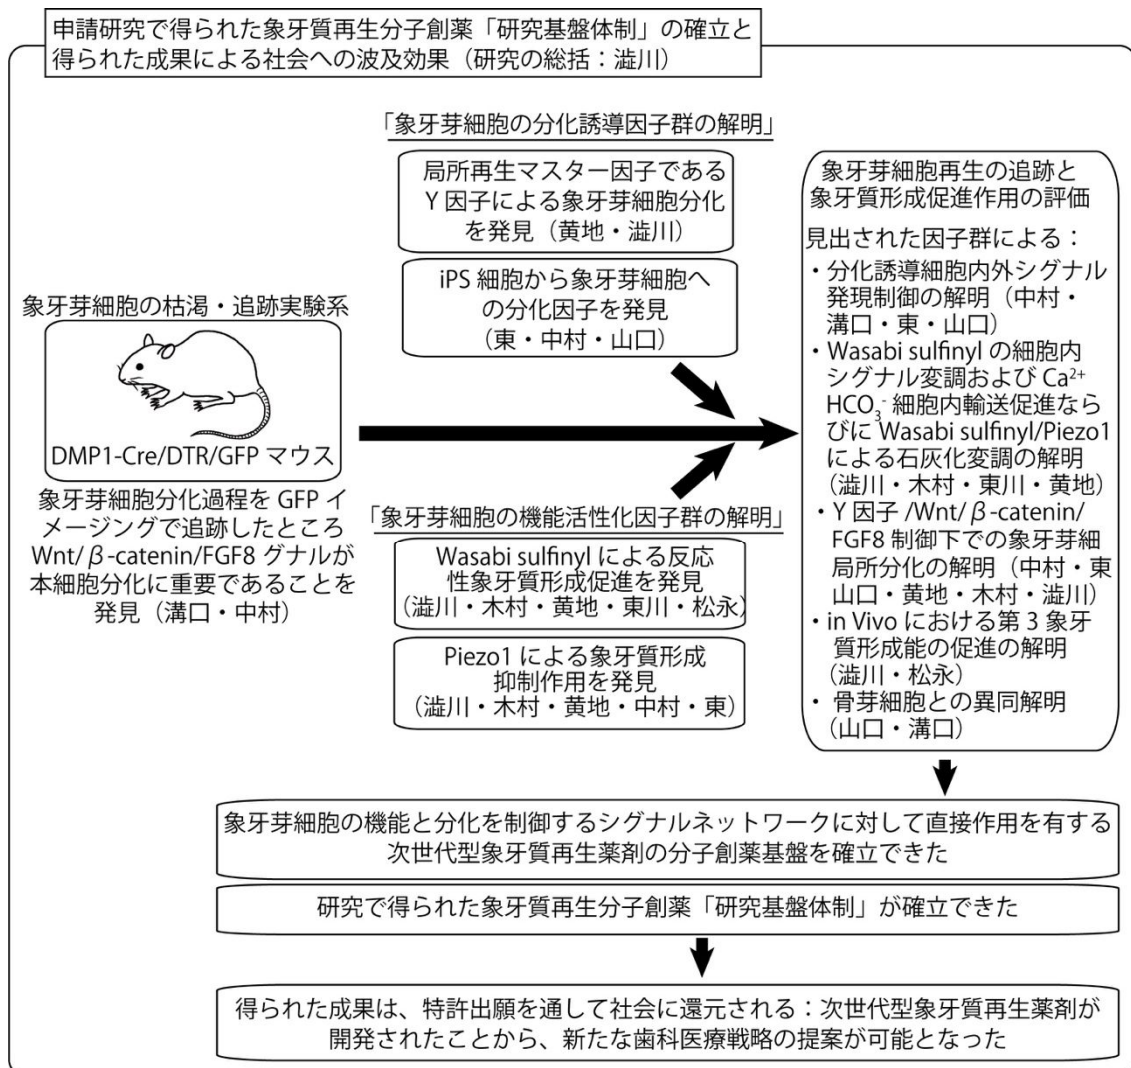 申請研究で得られた象牙質再生分子創薬「研究基盤体制」の確立と
得られた成果による社会への波及効果（研究の総括：澁川）
「象牙芽細胞の分化誘導因子群の解明」
局所再生マスター因子である
Y 因子による象牙芽細胞分化
を発見（黄地・澁川）
iPS 細胞から象牙芽細胞へ
の分化因子を発見
（東・中村・山口）
象牙芽細胞の枯渇・追跡実験系
DMP1-Cre/DTR/GFP マウス
象牙芽細胞分化過程を GFP イ
メージングで追跡したところ
Wnt/β-catenin/FGF8 グナルが
本細胞分化に重要であることを
発見（溝口・中村）
「象牙芽細胞の機能活性化因子群の解明」
Wasabi sulfinyl による反応
性象牙質形成促進を発見
（澁川・木村・黄地・東川・松永）
Piezo1 による象牙質形成
抑制作用を発見
（澁川・木村・黄地・中村・東）
象牙芽細胞再生の追跡と
象牙質形成促進作用の評価
見出された因子群による：
・分化誘導細胞内外シグナル
発現制御の解明（中村・
溝口・東・山口）
・Wasabi sulfinyl の細胞内
シグナル変調および Ca²⁺
HCO₃⁻ 細胞内輸送促進なら
びに Wasabi sulfinyl/Piezo1
による石灰化変調の解明
（澁川・木村・東川・黄地）
・Y 因子 /Wnt/β-catenin/
FGF8 制御下での象牙芽細
局所分化の解明（中村・東
山口・黄地・木村・澁川）
・in Vivo における第 3 象牙
質形成能の促進の解明
（澁川・松永）
・骨芽細胞との異同解明
（山口・溝口）
象牙芽細胞の機能と分化を制御するシグナルネットワークに対して直接作用を有する
次世代型象牙質再生薬剤の分子創薬基盤を確立できた
研究で得られた象牙質再生分子創薬「研究基盤体制」が確立できた
得られた成果は、特許出願を通して社会に還元される：次世代型象牙質再生薬剤が
開発されたことから、新たな歯科医療戦略の提案が可能となった